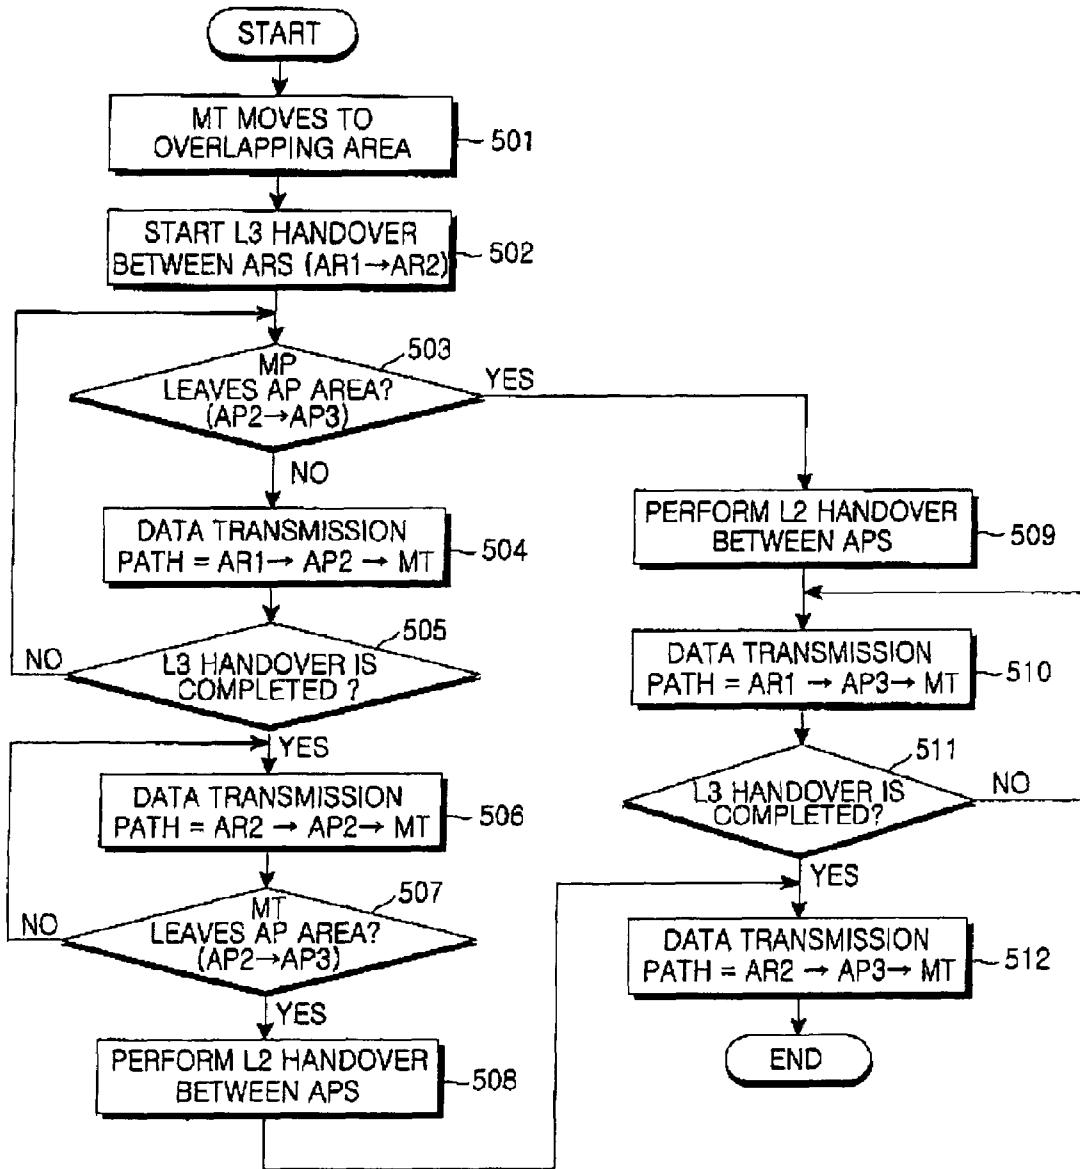 START
MT MOVES TO
OVERLAPPING AREA
501
START L3 HANDOVER
BETWEEN ARS (AR1→AR2)
502
503
MP
LEAVES AP AREA?
(AP2→AP3)
YES
NO
DATA TRANSMISSION
PATH = AR1→ AP2 → MT
504
505
L3 HANDOVER IS
COMPLETED ?
NO
YES
DATA TRANSMISSION
PATH = AR2 → AP2→ MT
506
507
MT
LEAVES AP AREA?
(AP2→AP3)
NO
YES
PERFORM L2 HANDOVER
BETWEEN APS
508
PERFORM L2 HANDOVER
BETWEEN APS
509
DATA TRANSMISSION
PATH = AR1 → AP3→ MT
510
511
L3 HANDOVER IS
COMPLETED?
NO
YES
DATA TRANSMISSION
PATH = AR2 → AP3→ MT
512
END